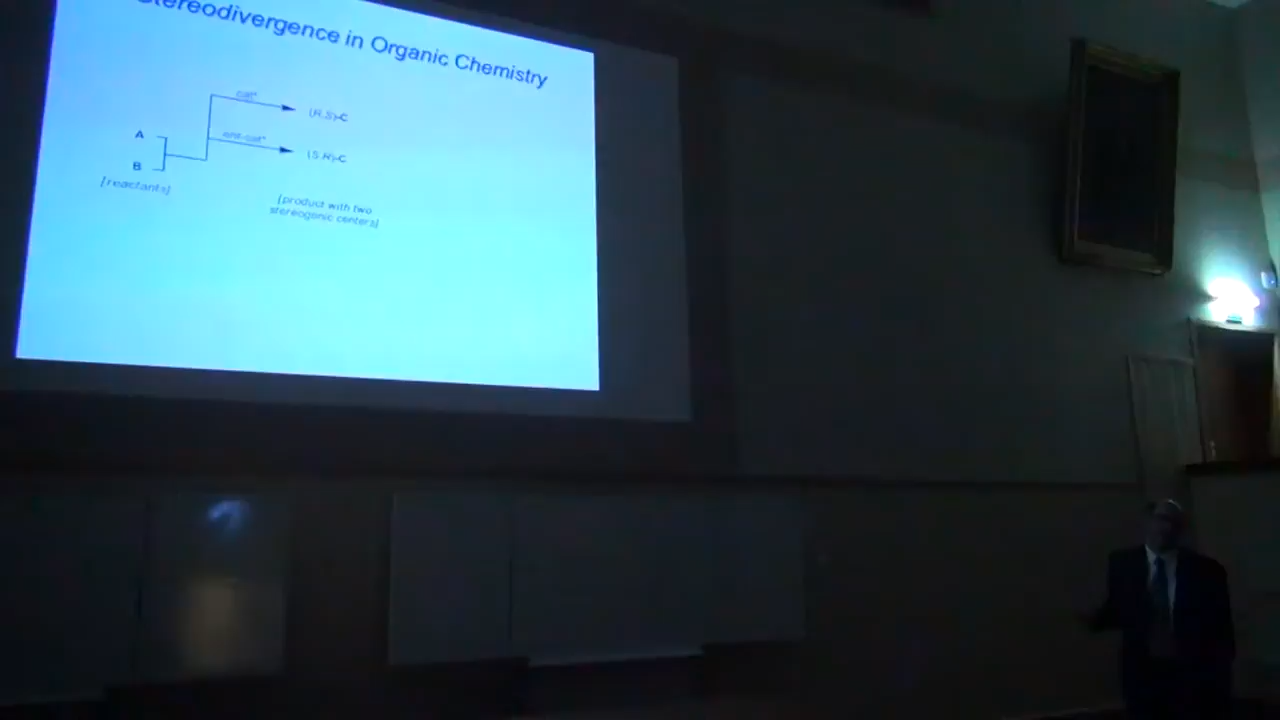 Stereodivergence in Organic Chemistry
cat*
(R,S)-C
A
ent-cat*
(S,R)-C
B
[reactants]
[product with two
stereogenic centers]